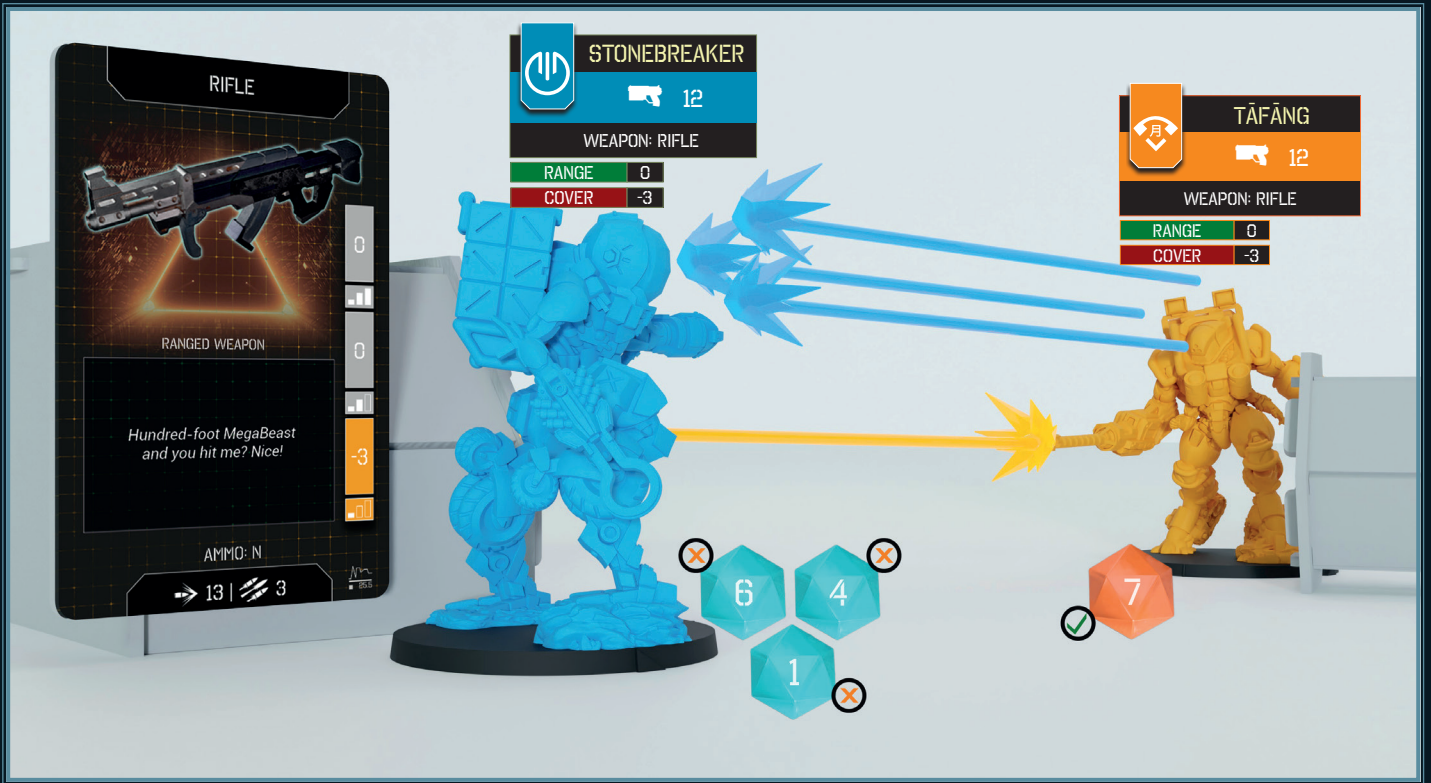 RIFLE
0
0
-3
RANGED WEAPON
Hundred-foot MegaBeast
and you hit me? Nice!
AMMO: N
13 | 3
STONEBREAKER
12
WEAPON: RIFLE
RANGE 0
COVER -3
TĀFĀNG
月
12
WEAPON: RIFLE
RANGE 0
COVER -3
6 4
1
7